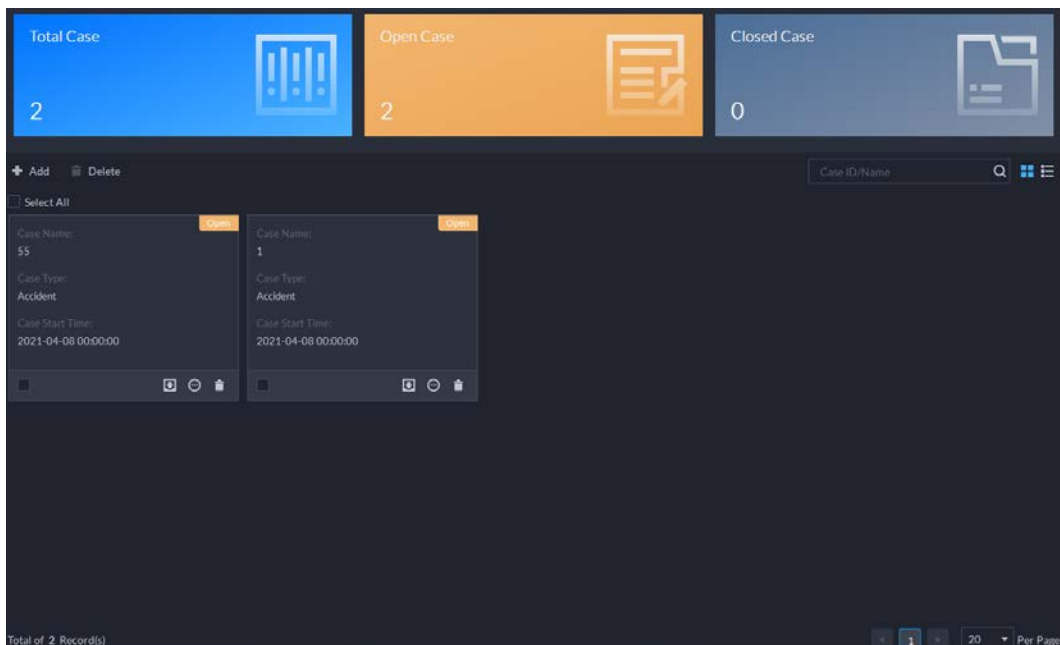 Total Case
2
Open Case
2
Closed Case
0
Add
Delete
Case ID/Name
Select All
Open
Case Name:
55
Case Type:
Accident
Case Start Time:
2021-04-08 00:00:00
Open
Case Name:
1
Case Type:
Accident
Case Start Time:
2021-04-08 00:00:00
Total of 2 Record(s)
1
20
Per Page